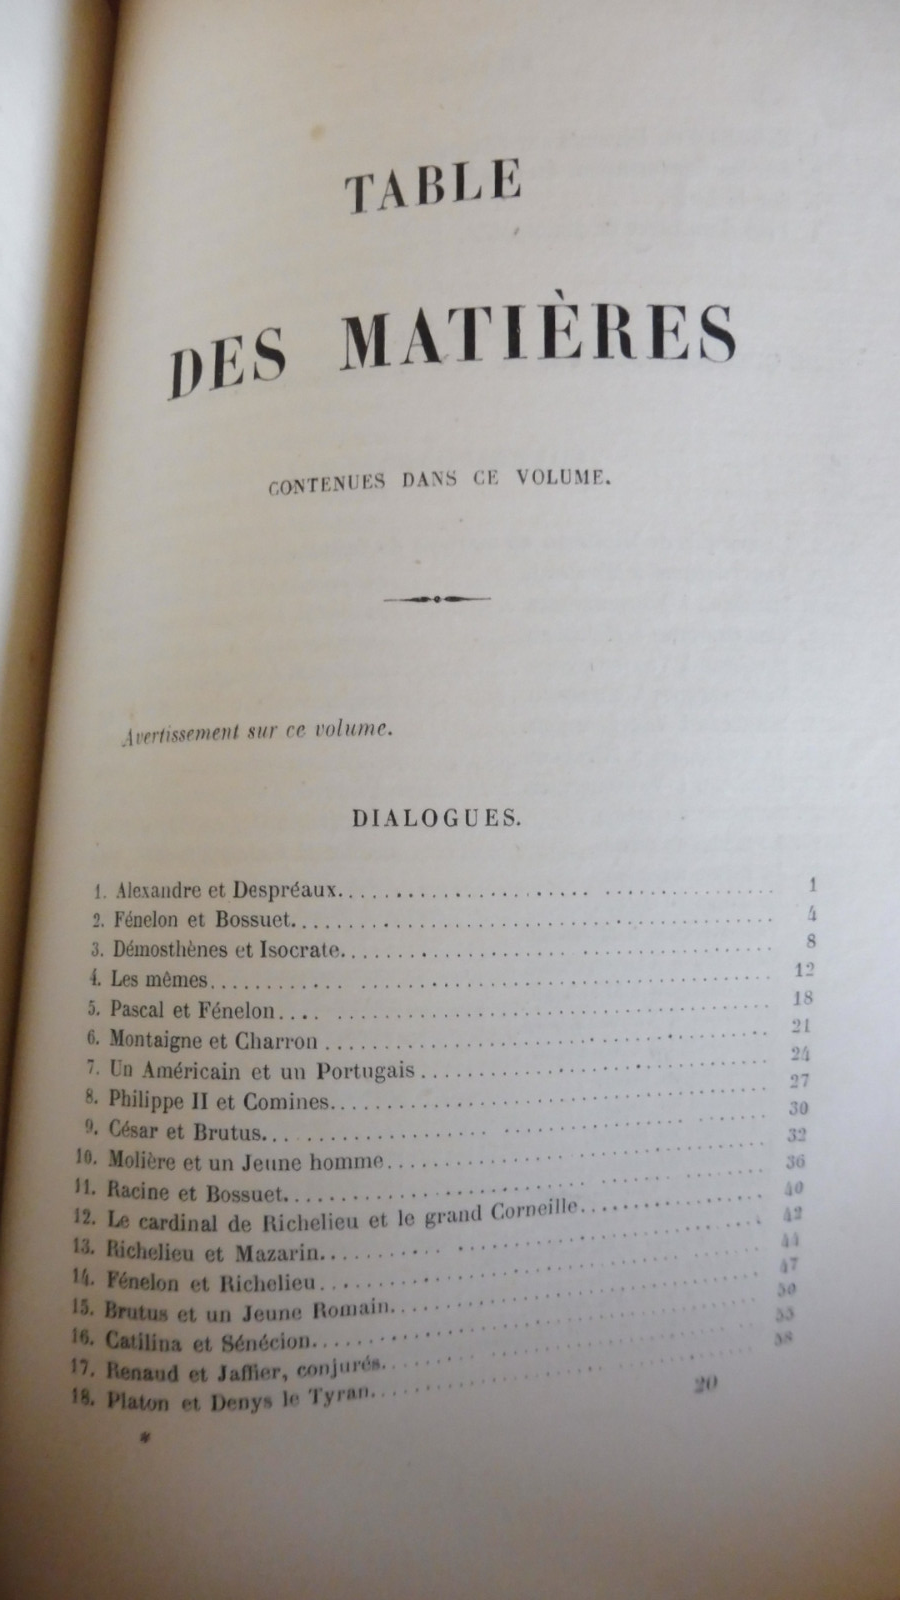 TABLE
DES MATIÈRES
CONTENUES DANS CE VOLUME.
Avertissement sur ce volume.
DIALOGUES.
1. Alexandre et Despréaux. 1
2. Fénelon et Bossuet. 4
3. Démosthènes et Isocrate. 8
4. Les mêmes. 12
5. Pascal et Fénelon. 18
6. Montaigne et Charron 21
7. Un Américain et un Portugais 24
8. Philippe II et Comines. 27
9. César et Brutus. 30
10. Molière et un Jeune homme. 32
11. Racine et Bossuet. 36
12. Le cardinal de Richelieu et le grand Corneille. 40
13. Richelieu et Mazarin. 42
14. Fénelon et Richelieu. 44
15. Brutus et un Jeune Romain. 47
16. Catilina et Sénécion. 50
17. Renaud et Jaffier, conjurés. 53
18. Platon et Denys le Tyran. 58
20
*